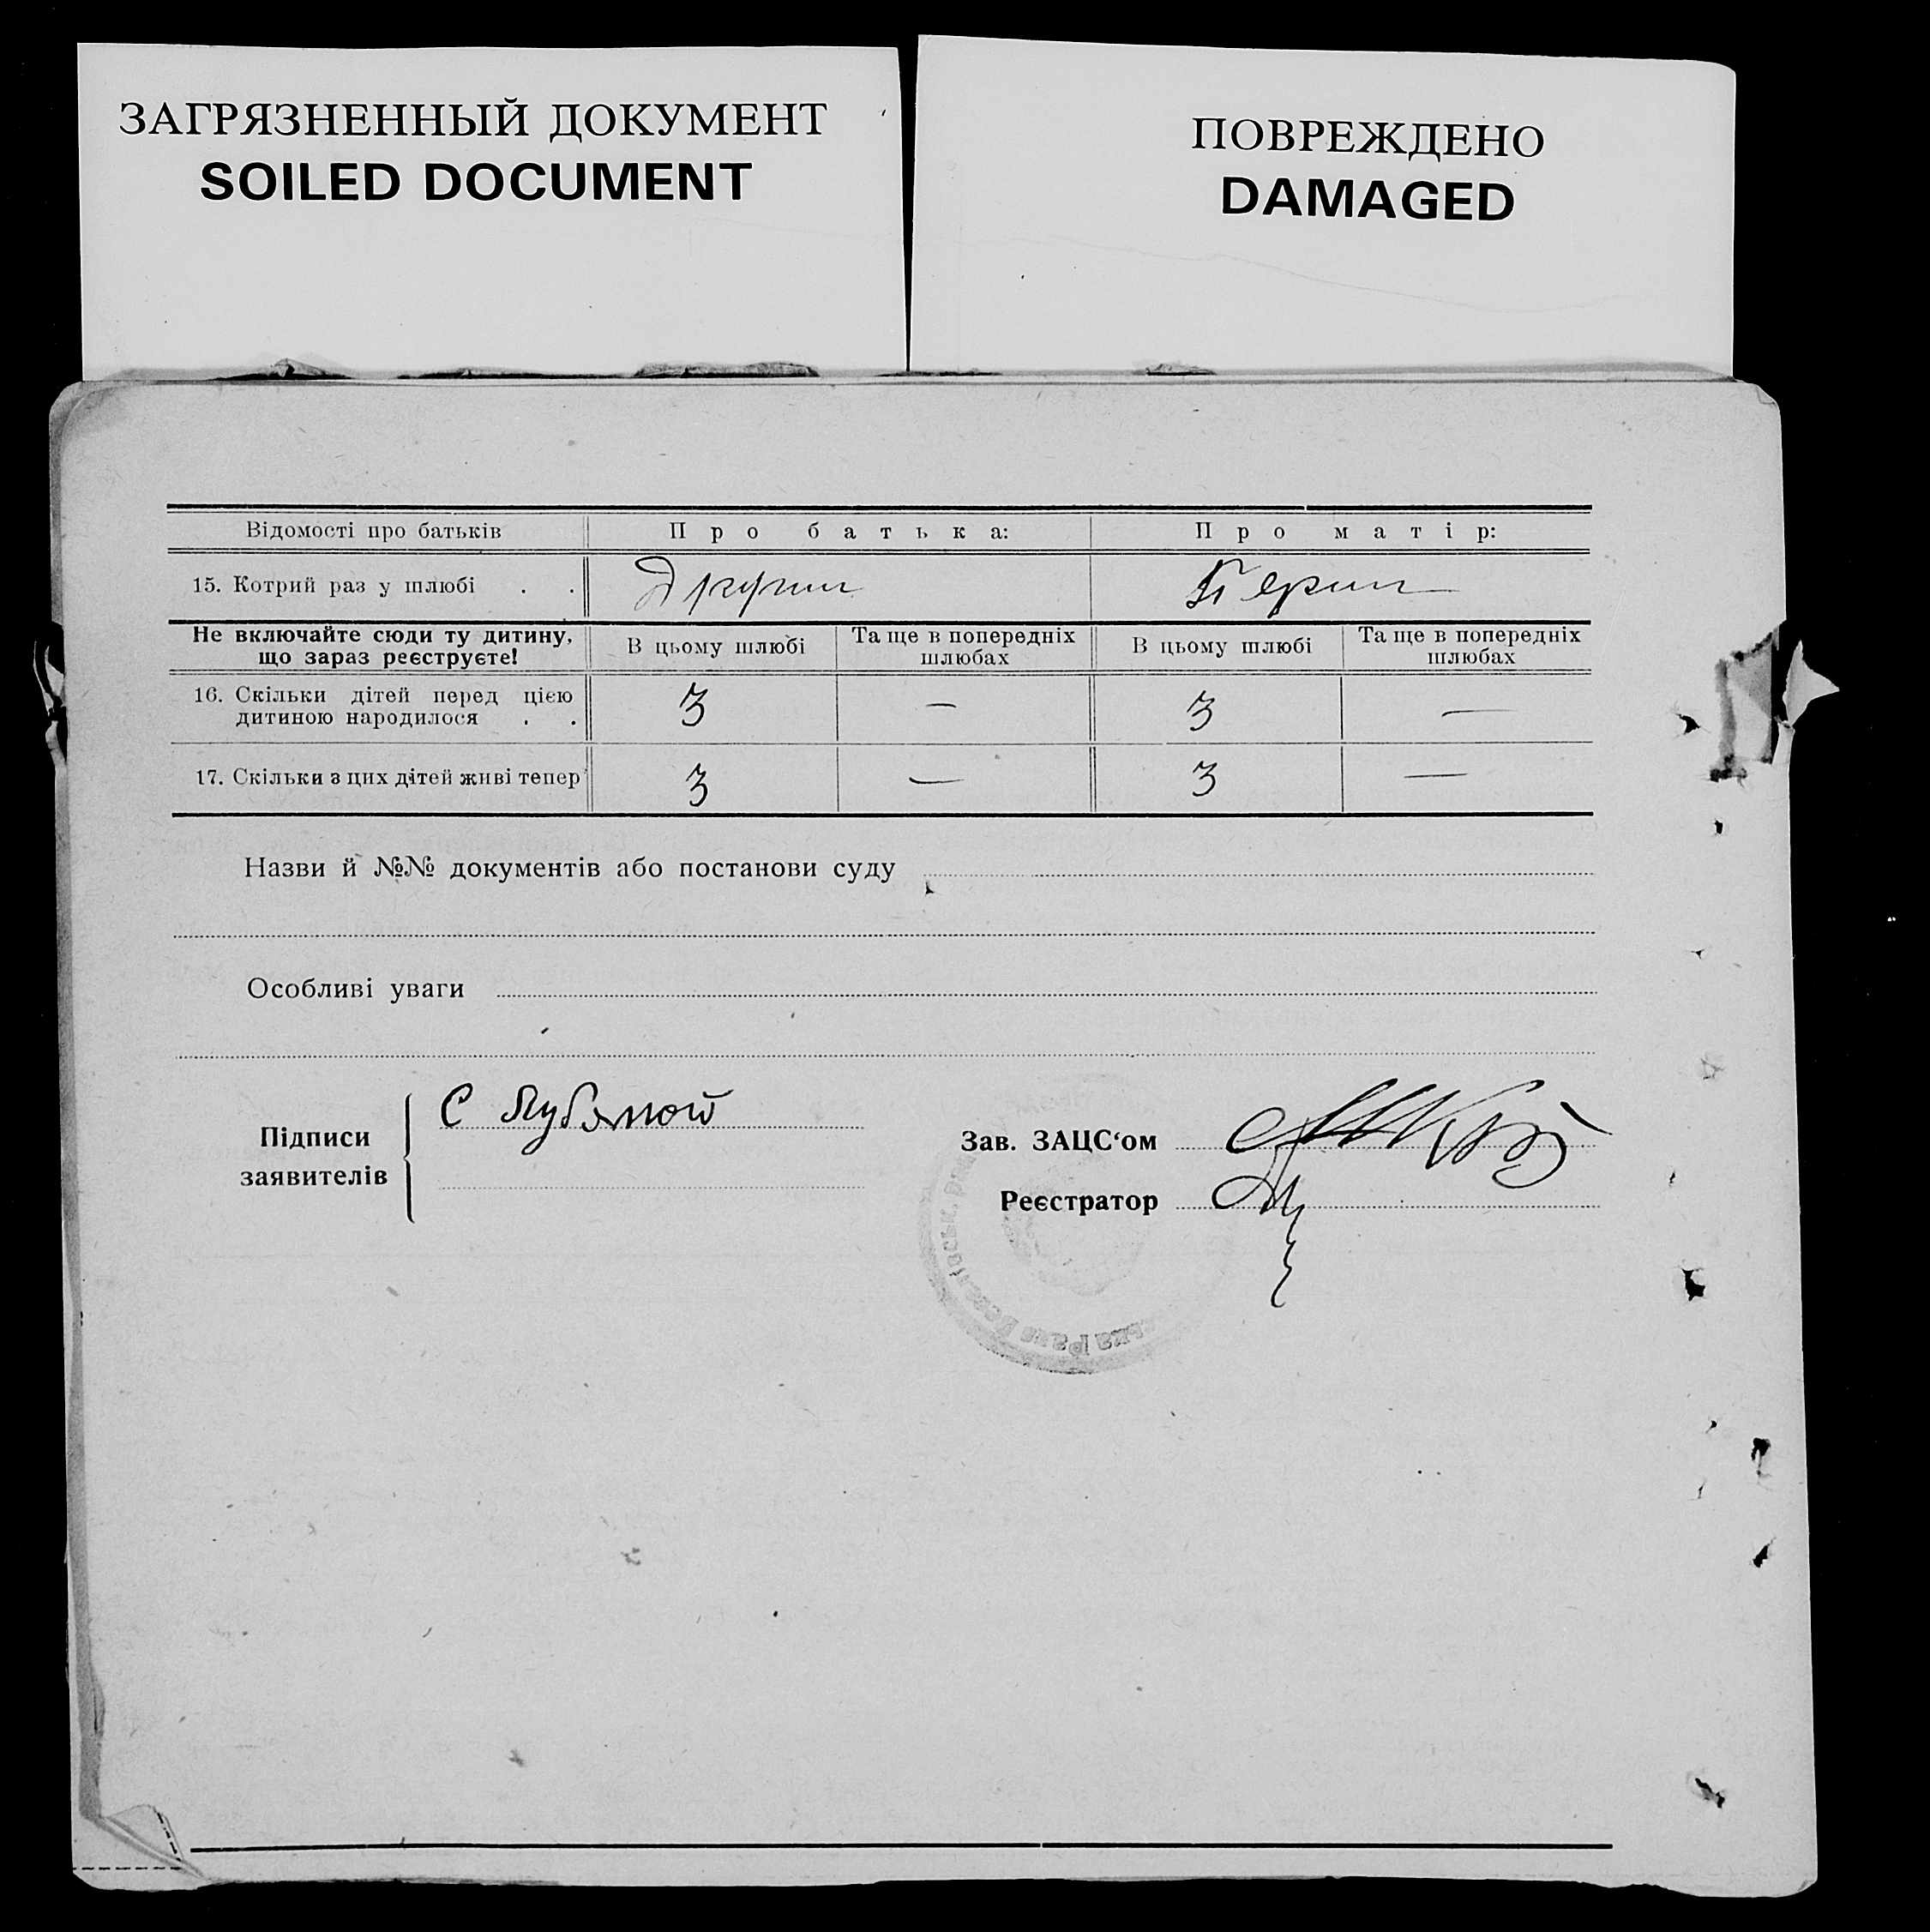 ЗАГРЯЗНЕННЫЙ ДОКУМЕНТ
SOILED DOCUMENT
ПОВРЕЖДЕНО
DAMAGED
Відомості про батьків Про батька: Про матір:
15. Котрий раз у шлюбі . .
Не включайте сюди ту дитину, що зараз реєструєте! В цьому шлюбі Та ще в попередніх шлюбах В цьому шлюбі Та ще в попередніх шлюбах
16. Скільки дітей перед цією
дитиною народилося . . 3 — 3 —
17. Скільки з цих дітей живі тепер 3 — 3 —
Назви й №№ документів або постанови суду
Особливі уваги
Підписи
заявителів
С
Зав. ЗАЦС‘ом
Реєстратор